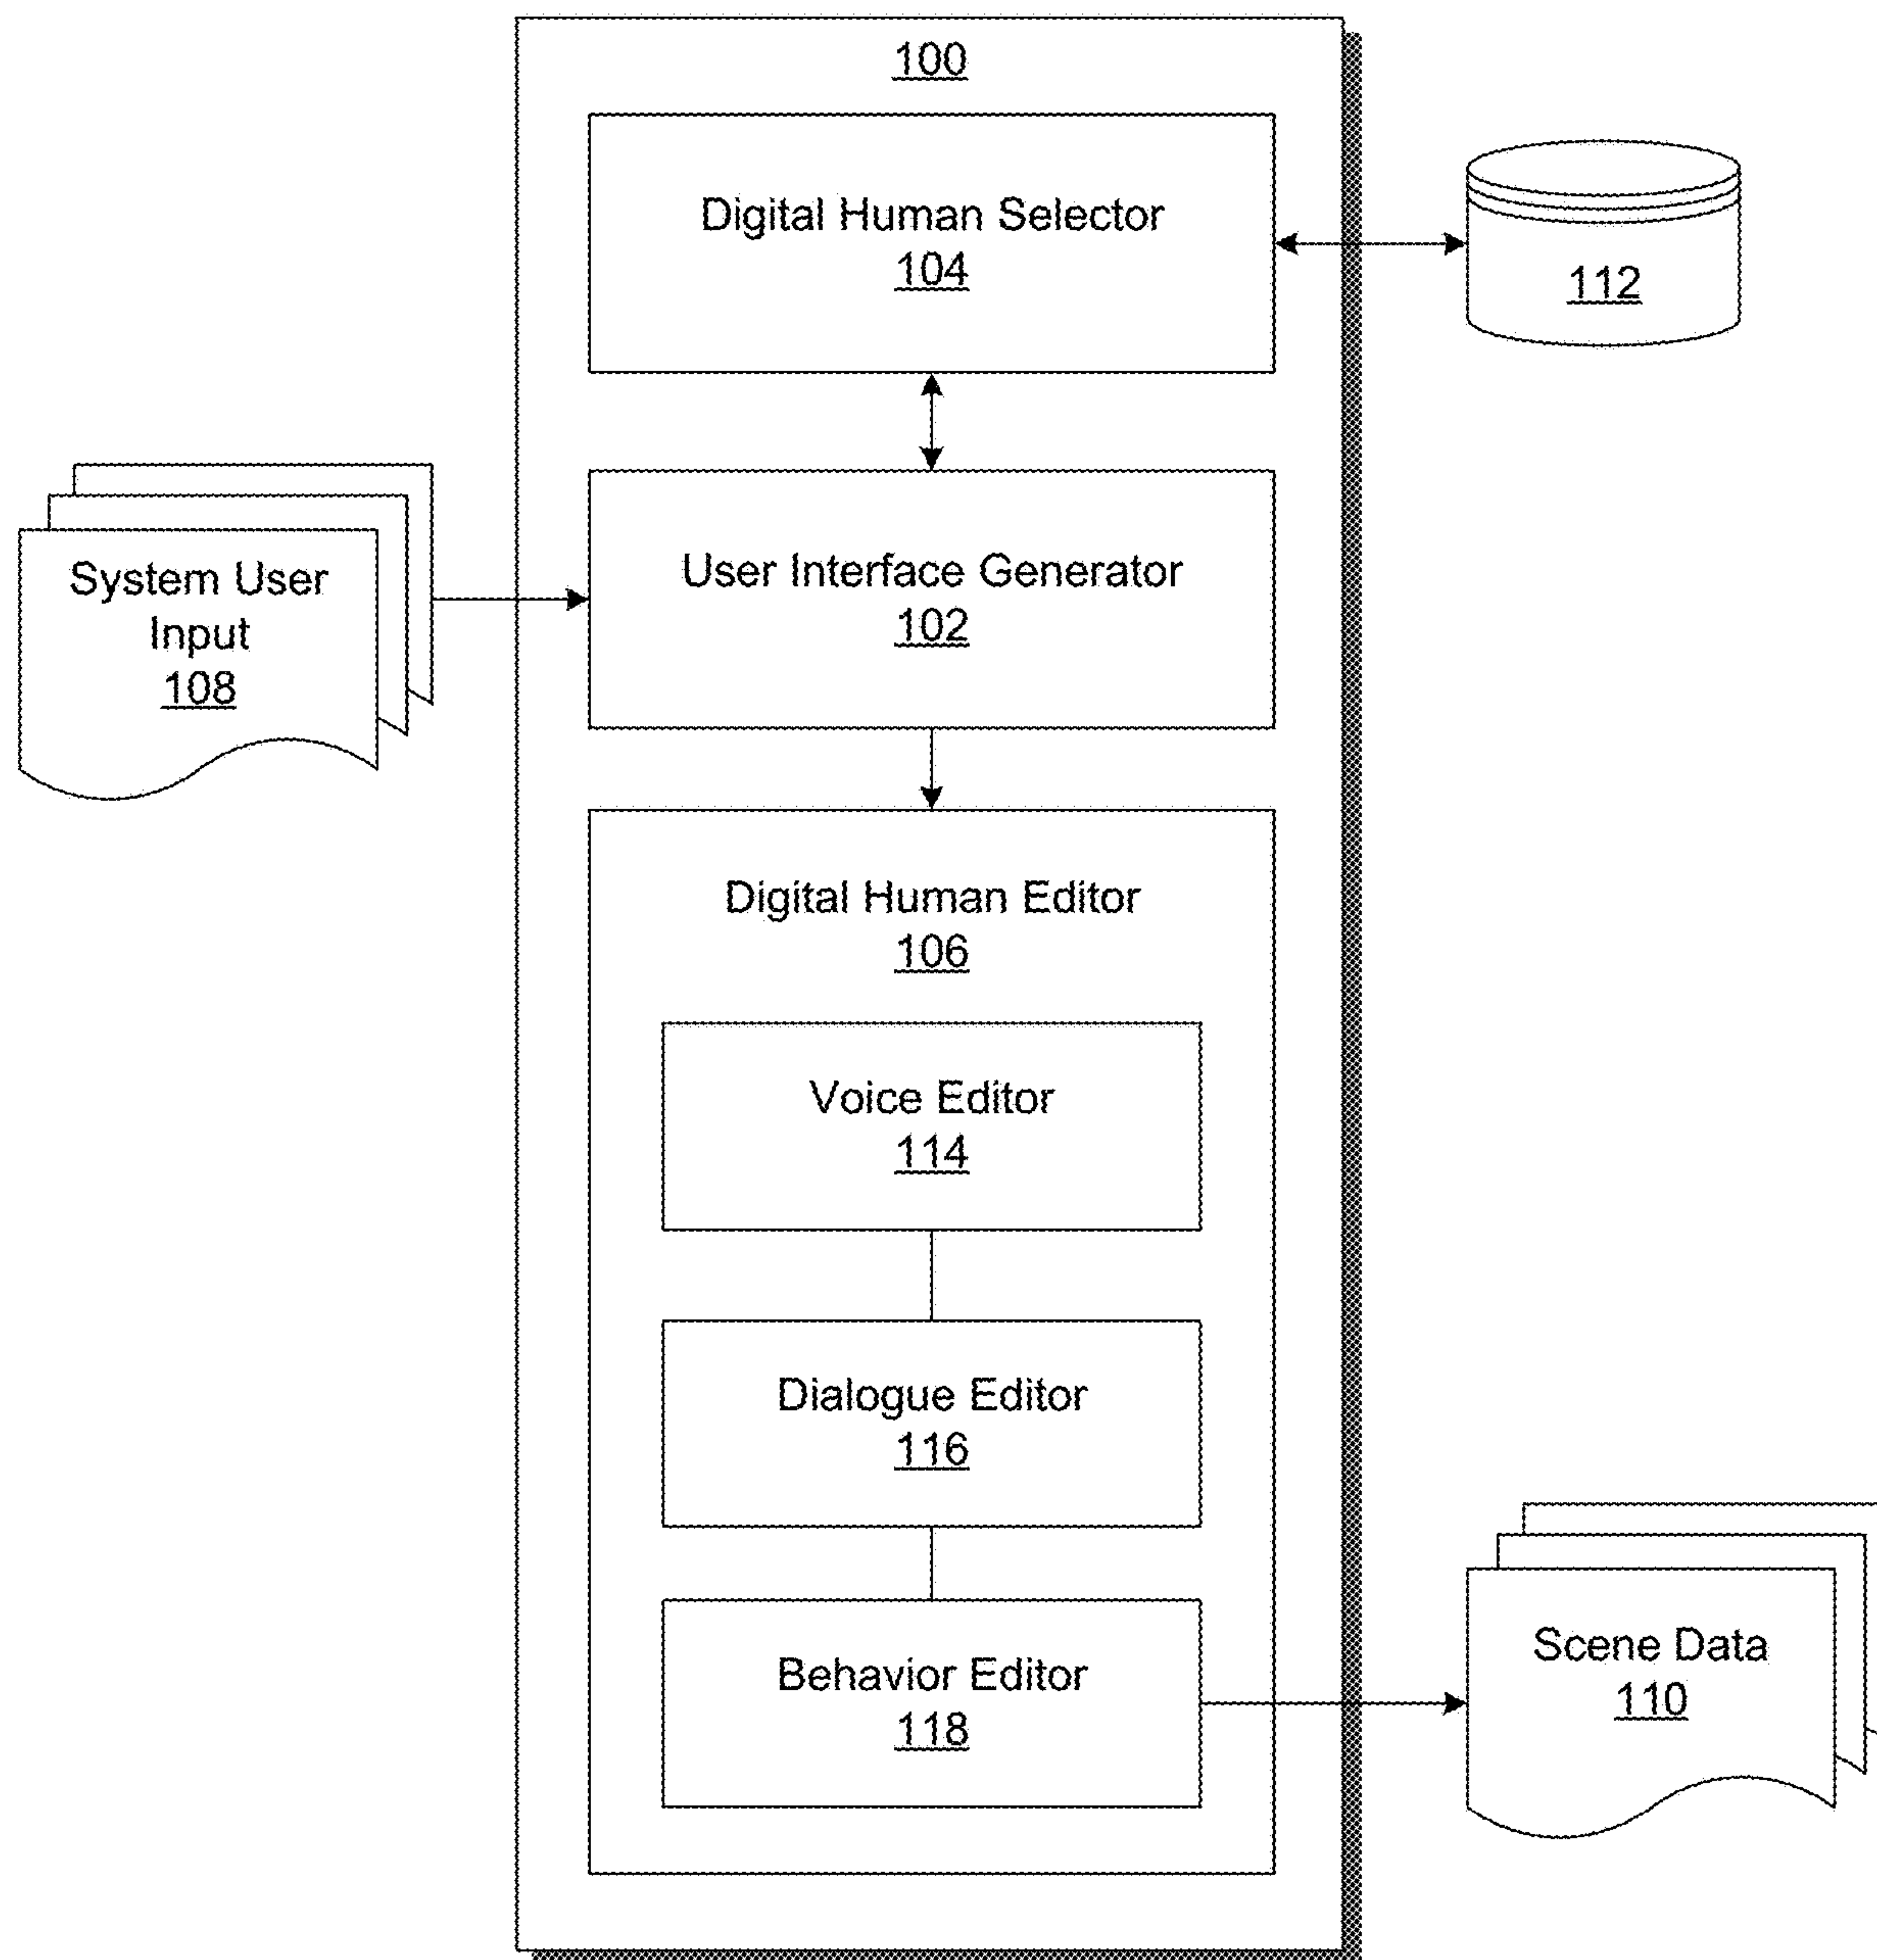 100
Digital Human Selector
104
112
System User
Input
108
User Interface Generator
102
Digital Human Editor
106
Voice Editor
114
Dialogue Editor
116
Behavior Editor
118
Scene Data
110